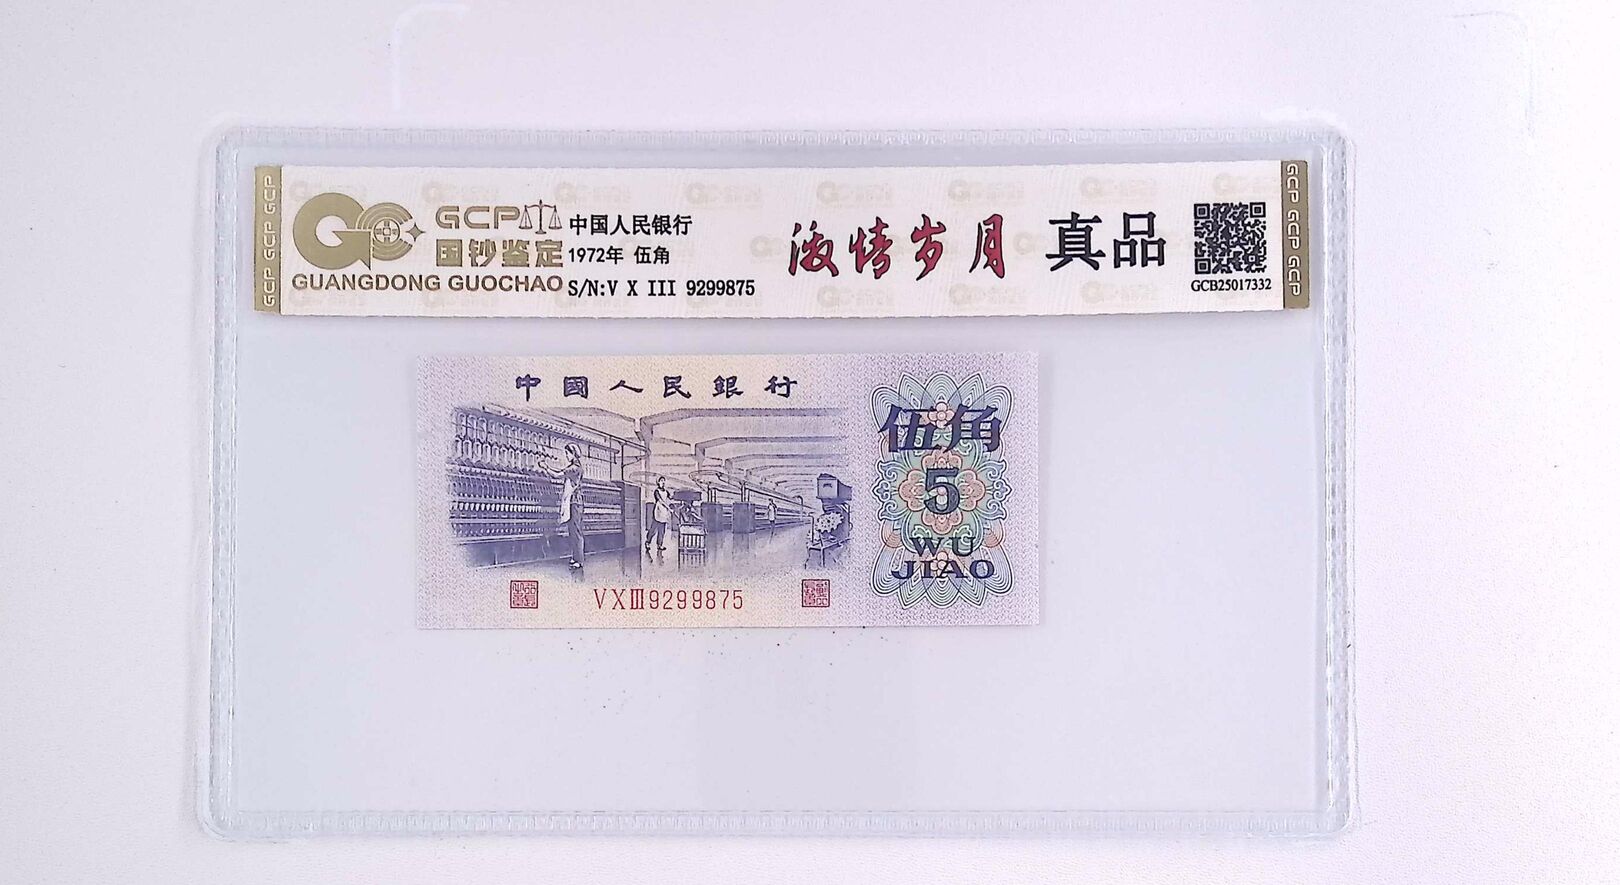 GCP
国钞鉴定
GUANGDONG GUOCHAO
中国人民银行
1972年 伍角
S/N:V X III 9299875
激情岁月
真品
GCB25017332
GCP GCP GCP
GCP GCP GCP
中國人民銀行
伍角
5
WU
JIAO
VXIII9299875